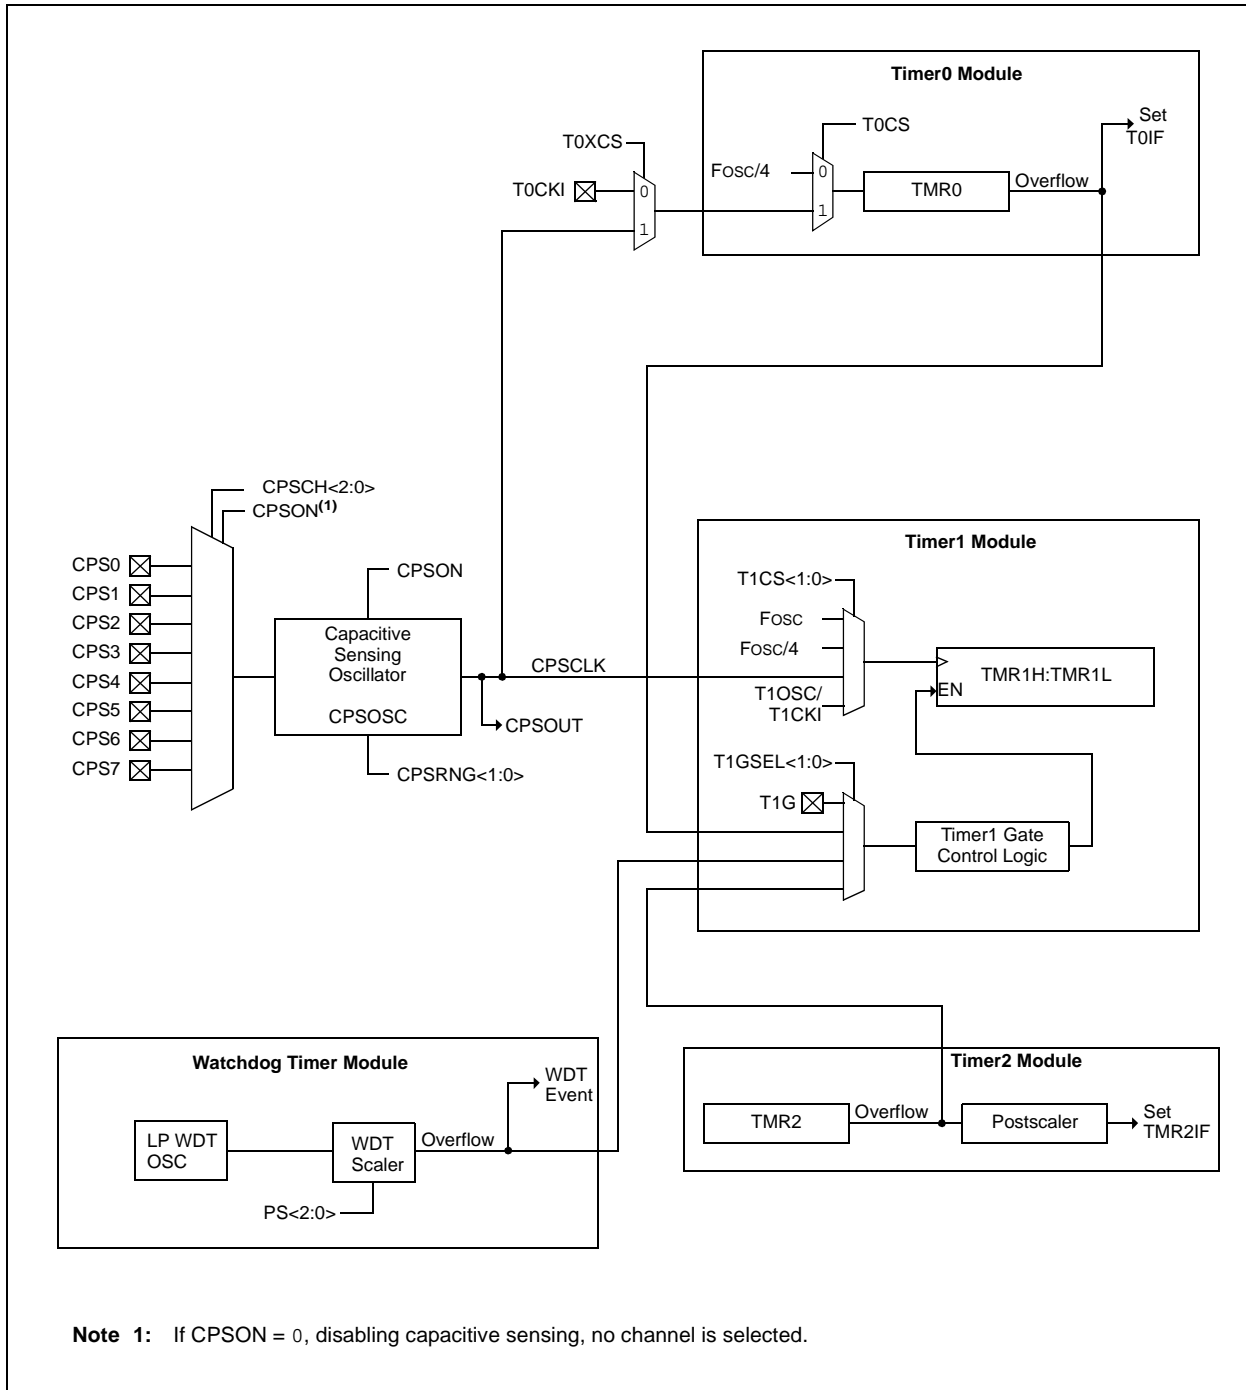 Timer0 Module
Set
T0IF
T0CS
T0XCS
FOSC/4
0
T0CKI
0
TMR0
Overflow
1
1
CPSCH<2:0>
CPSON(1)
Timer1 Module
CPS0
CPS1
CPS2
CPS3
CPS4
CPS5
CPS6
CPS7
CPSON
Capacitive
Sensing
Oscillator
CPSOSC
CPSCLK
CPSOUT
CPSRNG<1:0>
T1CS<1:0>
FOSC
FOSC/4
T1OSC/
T1CKI
TMR1H:TMR1L
EN
T1GSEL<1:0>
T1G
Timer1 Gate
Control Logic
Watchdog Timer Module
WDT
Event
LP WDT
OSC
WDT
Scaler
Overflow
PS<2:0>
Timer2 Module
TMR2
Overflow
Postscaler
Set
TMR2IF
Note 1: If CPSON = 0, disabling capacitive sensing, no channel is selected.